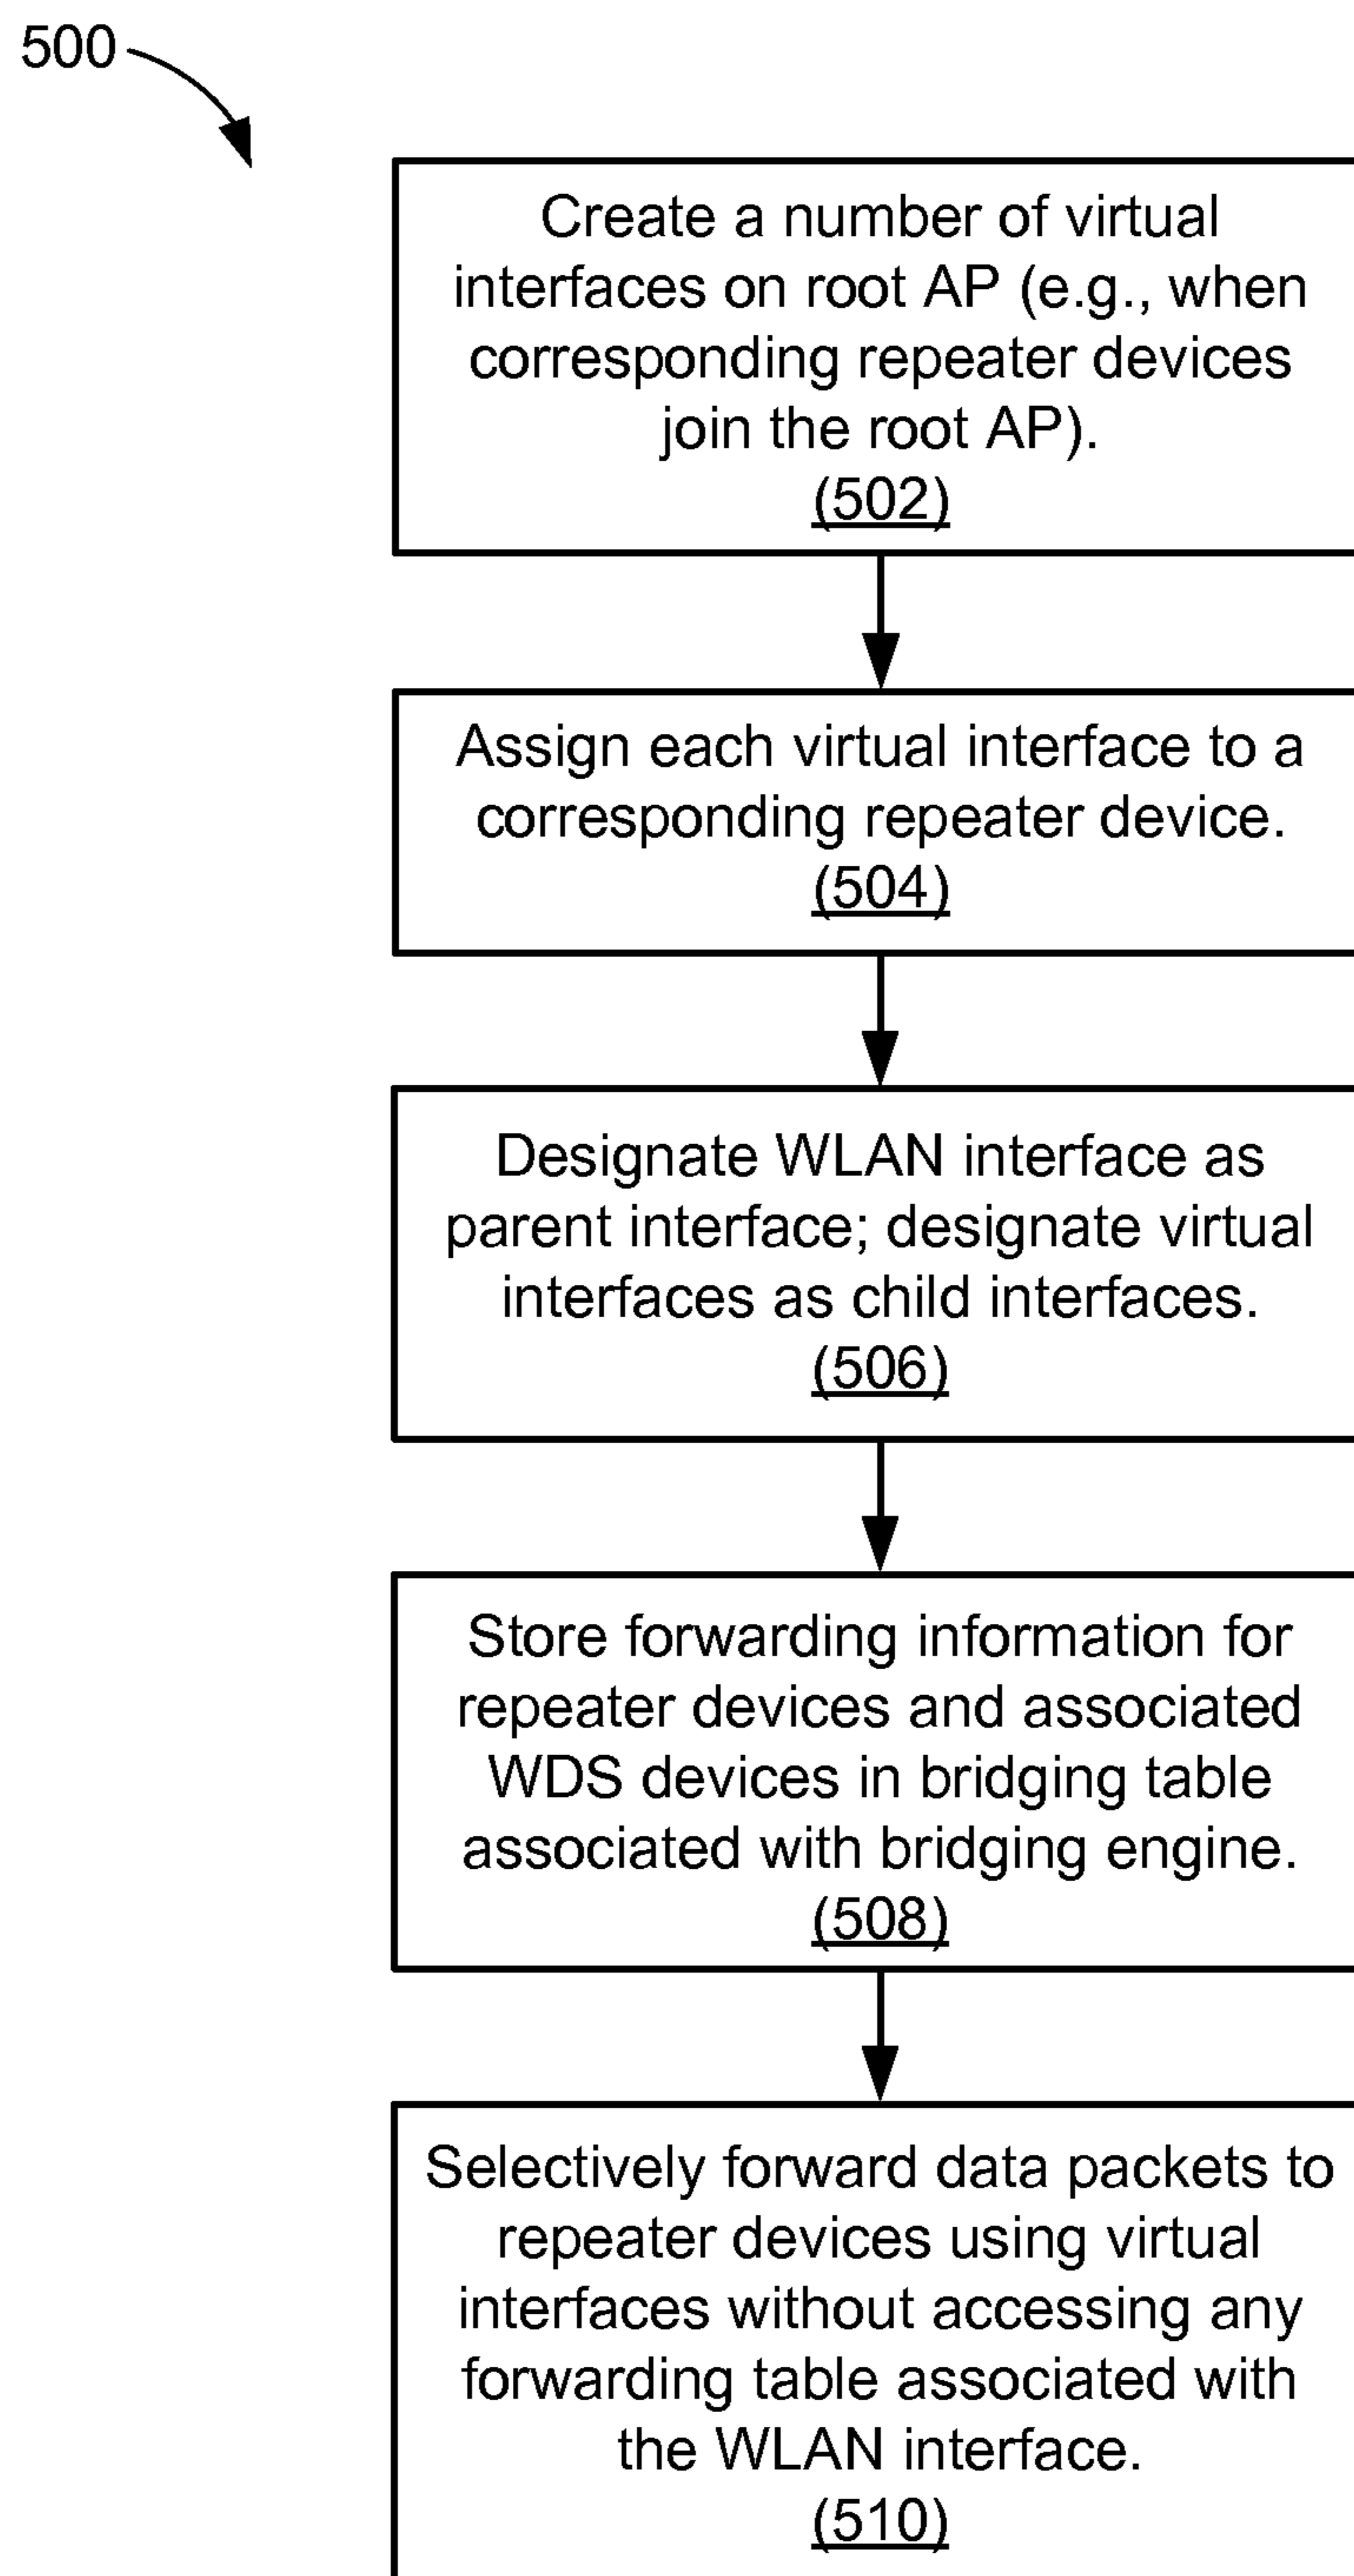 500
Create a number of virtual
interfaces on root AP (e.g., when
corresponding repeater devices
join the root AP).
(502)
Assign each virtual interface to a
corresponding repeater device.
(504)
Designate WLAN interface as
parent interface; designate virtual
interfaces as child interfaces.
(506)
Store forwarding information for
repeater devices and associated
WDS devices in bridging table
associated with bridging engine.
(508)
Selectively forward data packets to
repeater devices using virtual
interfaces without accessing any
forwarding table associated with
the WLAN interface.
(510)